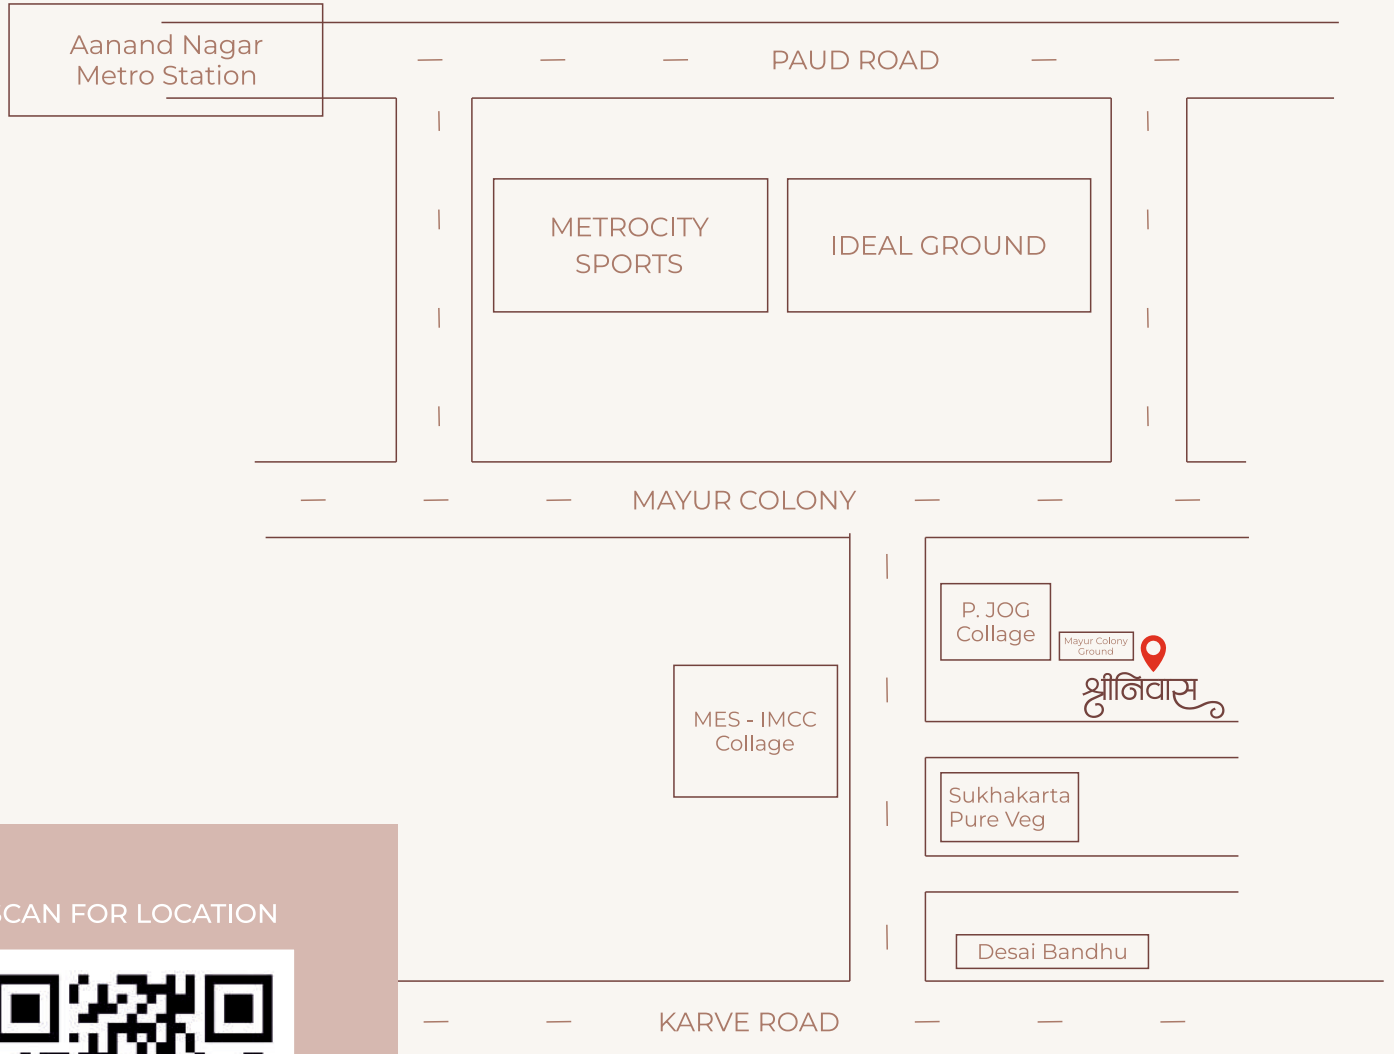 Aanand Nagar
Metro Station
PAUD ROAD
METROCITY
SPORTS
IDEAL GROUND
MAYUR COLONY
P. JOG
Collage
Mayur Colony
Ground
श्रीनिवास
MES - IMCC
Collage
Sukhakarta
Pure Veg
SCAN FOR LOCATION
Desai Bandhu
KARVE ROAD